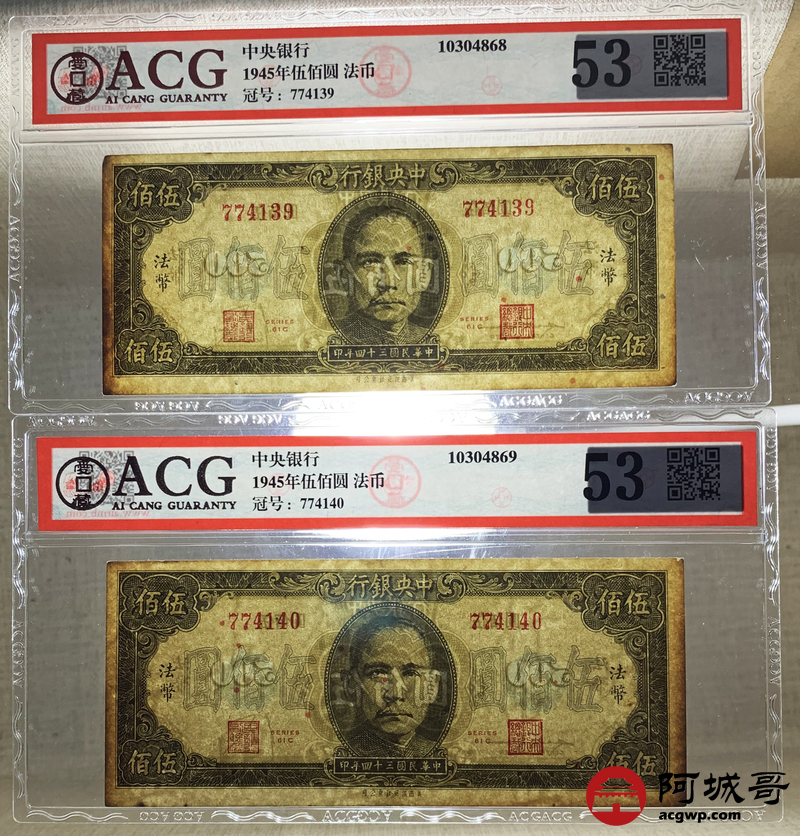 ACG
AI CANG GUARANTY
中央银行
1945年伍佰圆 法币
冠号: 774139
10304868
53
中央銀行
伍佰
伍佰
774139
774139
伍佰圓
伍佰圓
法幣
法幣
SERIES
61C
SERIES
61C
伍佰
伍佰
中華民國三十四年印
ACG
AI CANG GUARANTY
中央银行
1945年伍佰圆 法币
冠号: 774140
10304869
53
中央銀行
伍佰
伍佰
774140
774140
伍佰圓
伍佰圓
法幣
法幣
SERIES
61C
SERIES
61C
伍佰
伍佰
中華民國三十四年印
阿城哥
acgwp.com